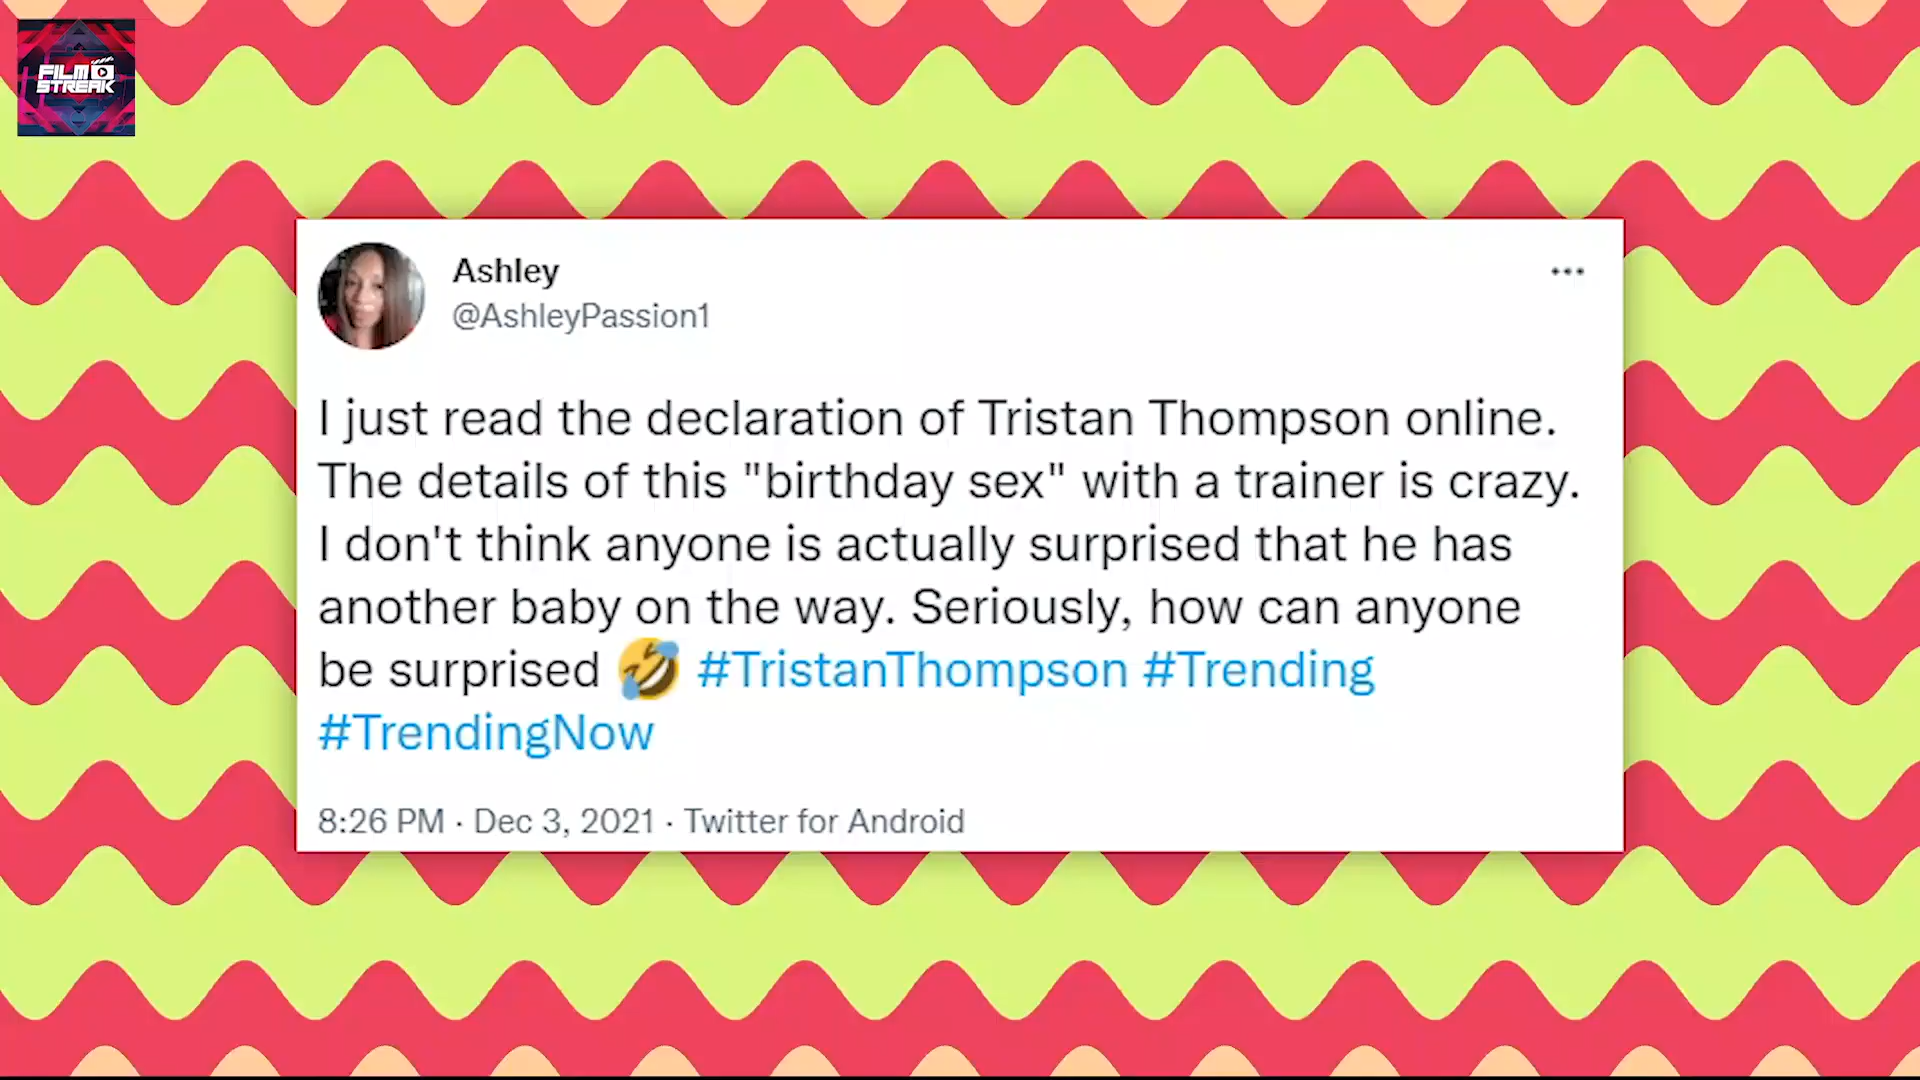 FILM
STREAK
Ashley
@AshleyPassion1
I just read the declaration of Tristan Thompson online.
The details of this "birthday sex" with a trainer is crazy.
I don't think anyone is actually surprised that he has
another baby on the way. Seriously, how can anyone
be surprised 🤣 #TristanThompson #Trending
#TrendingNow
8:26 PM · Dec 3, 2021 · Twitter for Android